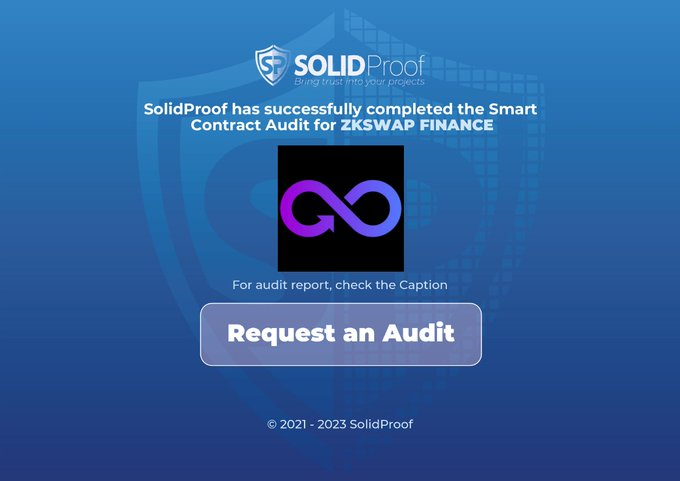 SP SOLIDProof
Bring trust into your projects
SolidProof has successfully completed the Smart
Contract Audit for ZKSWAP FINANCE
For audit report, check the Caption
Request an Audit
© 2021 - 2023 SolidProof